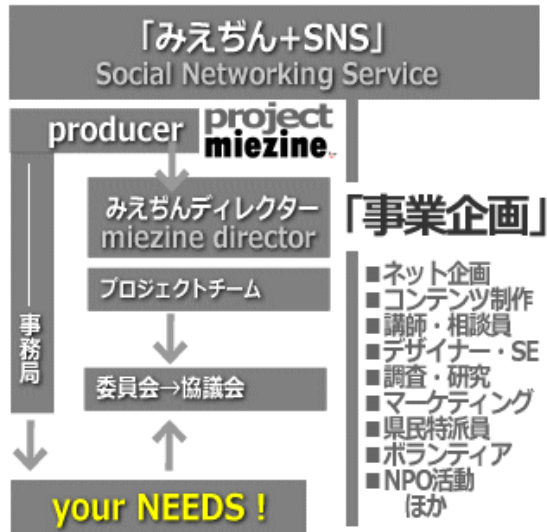 「みえぢん+SNS」
Social Networking Service
producer
project
miezine
みえぢんディレクター
miezine director
プロジェクトチーム
事務局
委員会→協議会
your NEEDS !
「事業企画」
■ネット企画
■コンテンツ制作
■講師・相談員
■デザイナー・SE
■調査・研究
■マーケティング
■県民特派員
■ボランティア
■NPO活動
ほか